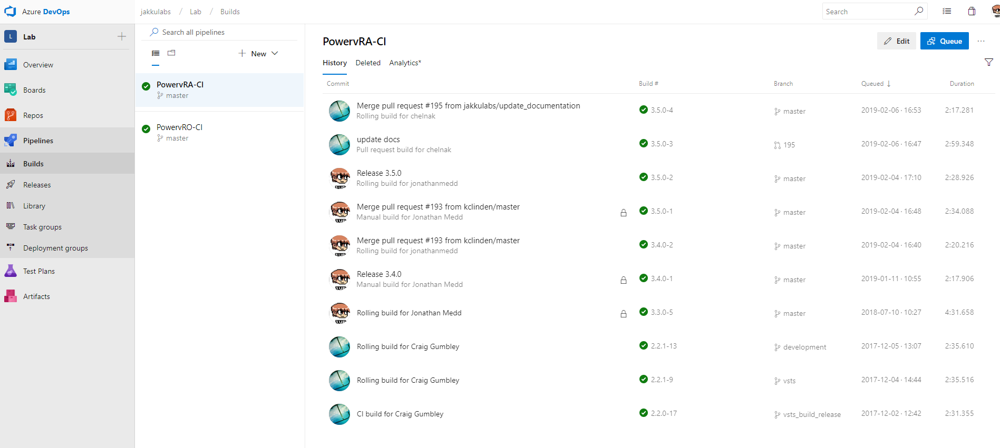 Azure DevOps
jakkulabs / Lab / Builds
Search
L Lab
Overview
Boards
Repos
Pipelines
Builds
Releases
Library
Task groups
Deployment groups
Test Plans
Artifacts
Search all pipelines
New
PowervRA-CI
master
PowervRO-CI
master
PowervRA-CI
Edit
Queue
...
History Deleted Analytics*
Commit Build # Branch Queued ↓ Duration
Merge pull request #195 from jakkulabs/update_documentation
Rolling build for chelnak
3.5.0-4 master 2019-02-06 · 16:53 2:17.281
update docs
Pull request build for chelnak
3.5.0-3 195 2019-02-06 · 16:47 2:59.348
Release 3.5.0
Rolling build for jonathanmedd
3.5.0-2 master 2019-02-04 · 17:10 2:28.926
Merge pull request #193 from kclinden/master
Manual build for Jonathan Medd
3.5.0-1 master 2019-02-04 · 16:48 2:34.088
Merge pull request #193 from kclinden/master
Rolling build for jonathanmedd
3.4.0-2 master 2019-02-04 · 16:40 2:20.216
Release 3.4.0
Manual build for Jonathan Medd
3.4.0-1 master 2019-01-11 · 10:55 2:17.906
Rolling build for Jonathan Medd
3.3.0-5 master 2018-07-10 · 10:27 4:31.658
Rolling build for Craig Gumbley
2.2.1-13 development 2017-12-05 · 13:07 2:35.610
Rolling build for Craig Gumbley
2.2.1-9 vsts 2017-12-04 · 14:44 2:35.516
CI build for Craig Gumbley
2.2.0-17 vsts_build_release 2017-12-02 · 12:42 2:31.355